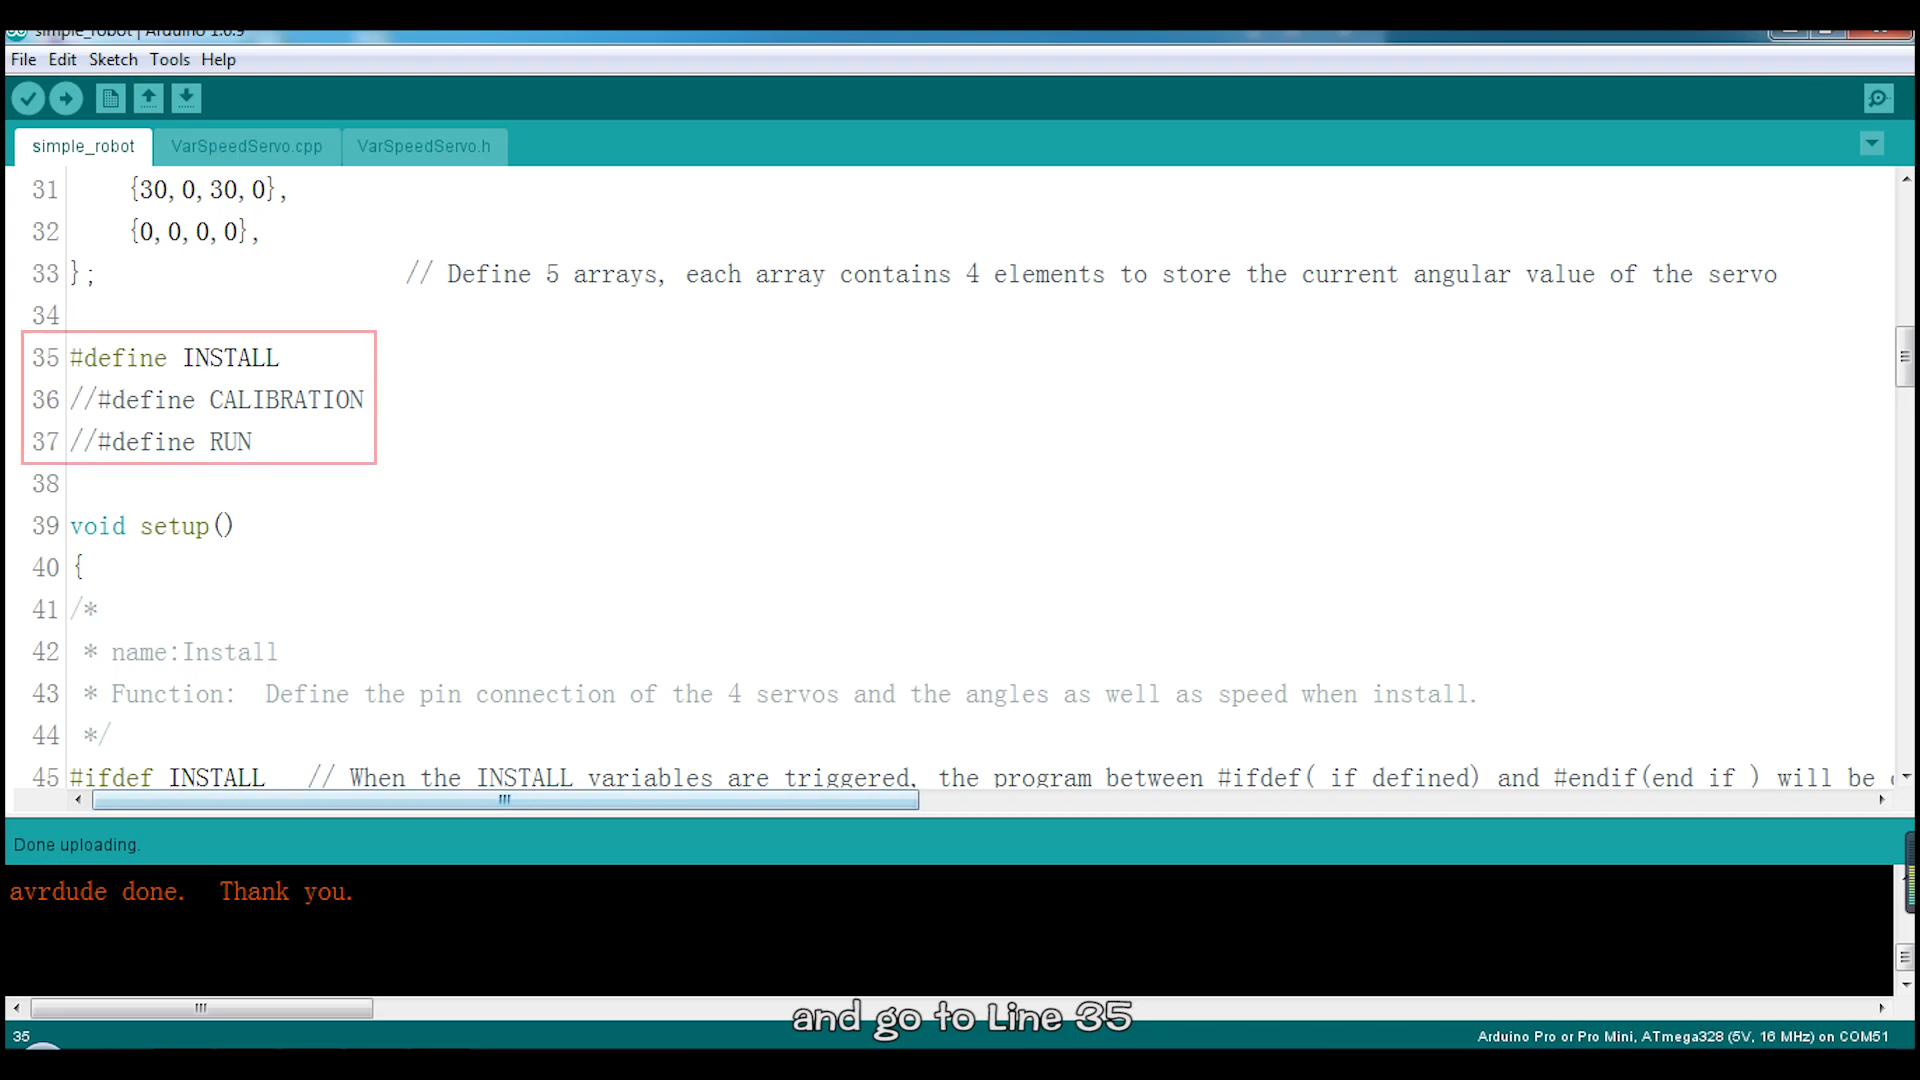 simple_robot | Arduino 1.6.9
File Edit Sketch Tools Help
simple_robot VarSpeedServo.cpp VarSpeedServo.h
31 {30,0,30,0},
32 {0,0,0,0},
33 }; // Define 5 arrays, each array contains 4 elements to store the current angular value of the servo
34
35 #define INSTALL
36 //#define CALIBRATION
37 //#define RUN
38
39 void setup()
40 {
41 /*
42 * name:Install
43 * Function: Define the pin connection of the 4 servos and the angles as well as speed when install.
44 */
45 #ifdef INSTALL // When the INSTALL variables are triggered, the program between #ifdef( if defined) and #endif(end if ) will be
Done uploading.
avrdude done. Thank you.
and go to Line 35
35 Arduino Pro or Pro Mini, ATmega328 (5V, 16 MHz) on COM51